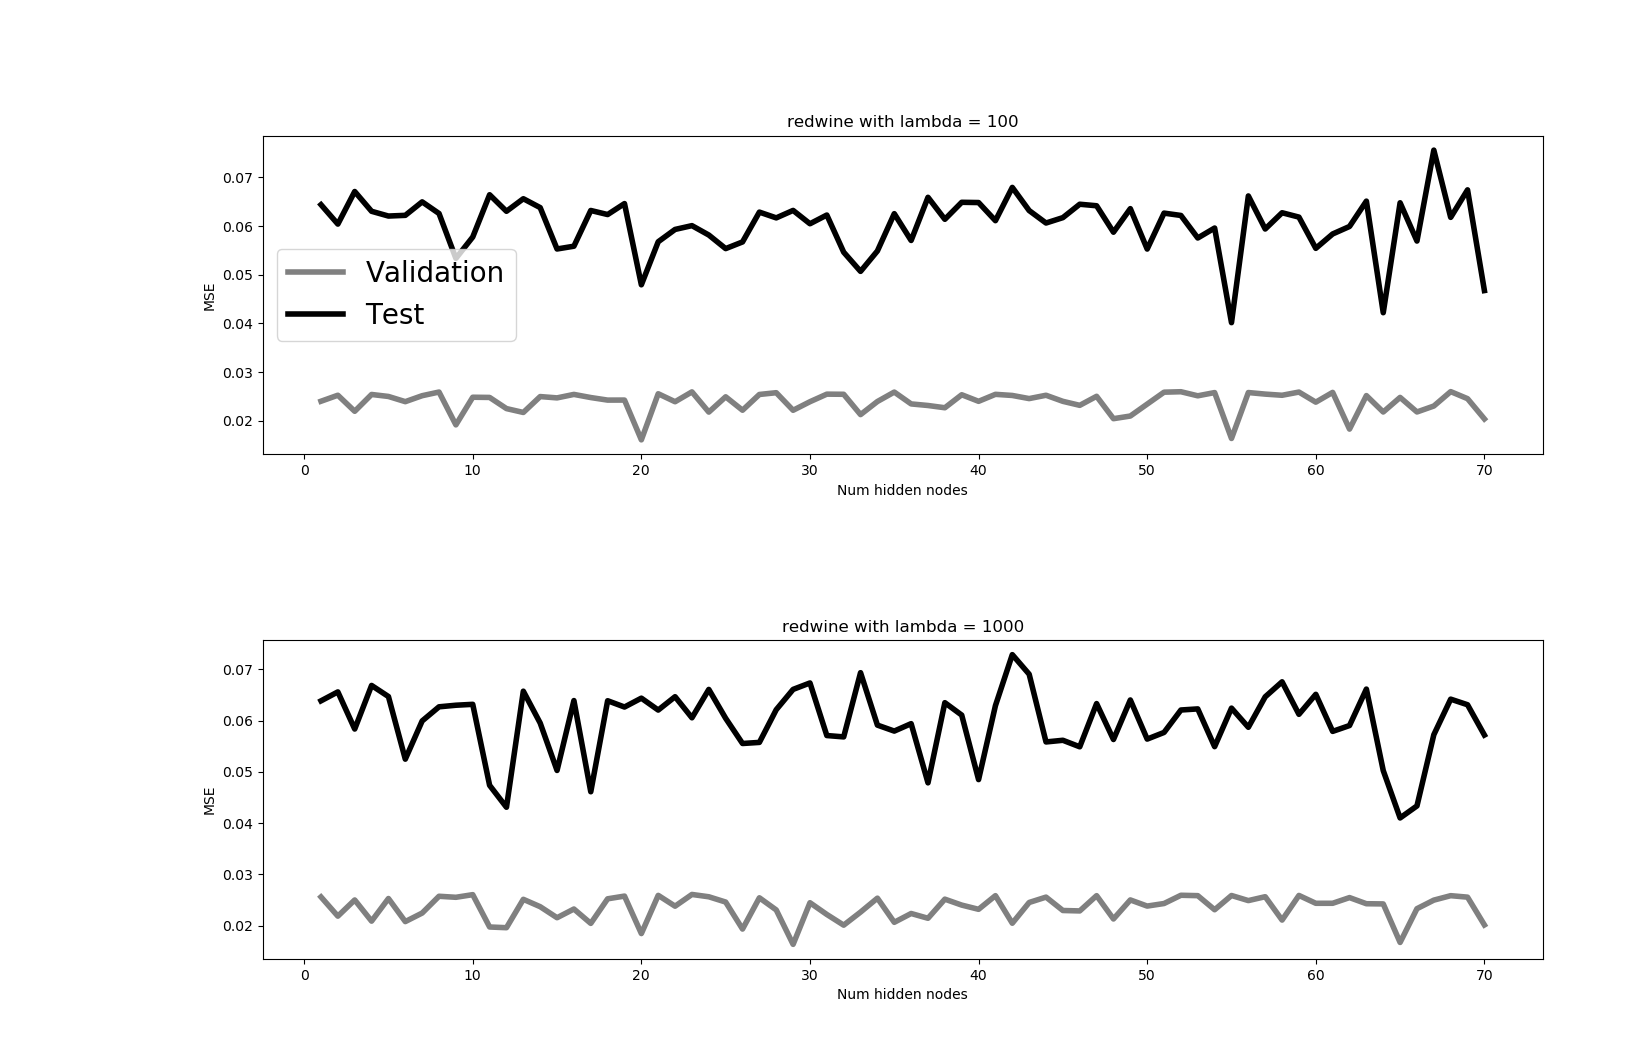 redwine with lambda = 100
0.07
0.06
0.05
0.04
0.03
0.02
MSE
Validation
Test
0 10 20 30 40 50 60 70
Num hidden nodes
redwine with lambda = 1000
0.07
0.06
0.05
0.04
0.03
0.02
MSE
0 10 20 30 40 50 60 70
Num hidden nodes